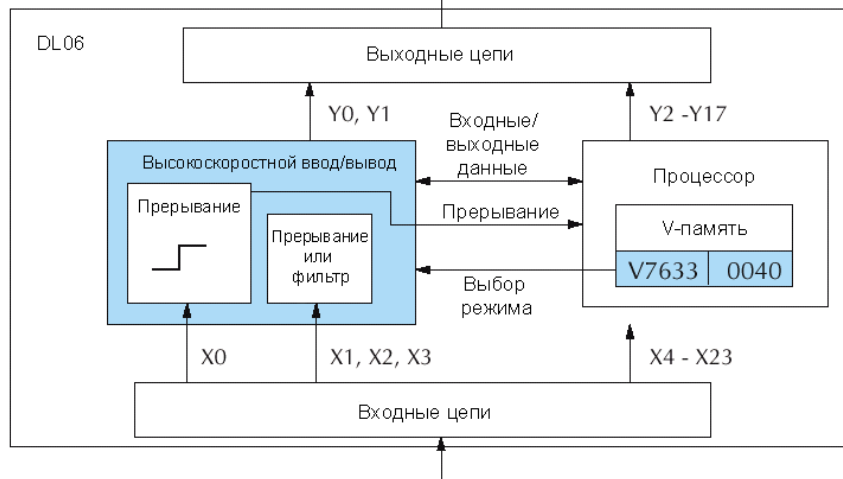 DL06
Выходные цепи
Y0, Y1
Входные/
выходные
данные
Y2 -Y17
Высокоскоростной ввод/вывод
Прерывание
Прерывание
или
фильтр
Прерывание
Выбор
режима
Процессор
V-память
V7633 0040
X0
X1, X2, X3
X4 - X23
Входные цепи